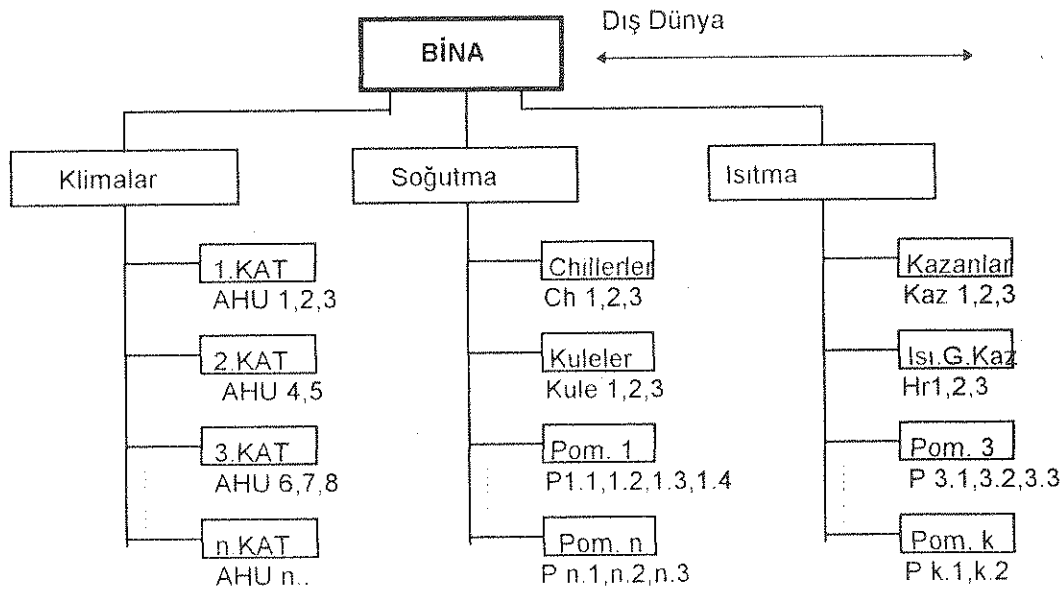 Dış Dünya
BİNA
Klimalar
Soğutma
Isıtma
1.KAT
AHU 1,2,3
2.KAT
AHU 4,5
3.KAT
AHU 6,7,8
n.KAT
AHU n..
Chillerler
Ch 1,2,3
Kuleler
Kule 1,2,3
Pom. 1
P1.1,1.2,1.3,1.4
Pom. n
P n.1,n.2,n.3
Kazanlar
Kaz 1,2,3
Isı.G.Kaz
Hr1,2,3
Pom. 3
P 3.1,3.2,3.3
Pom. k
P k.1,k.2